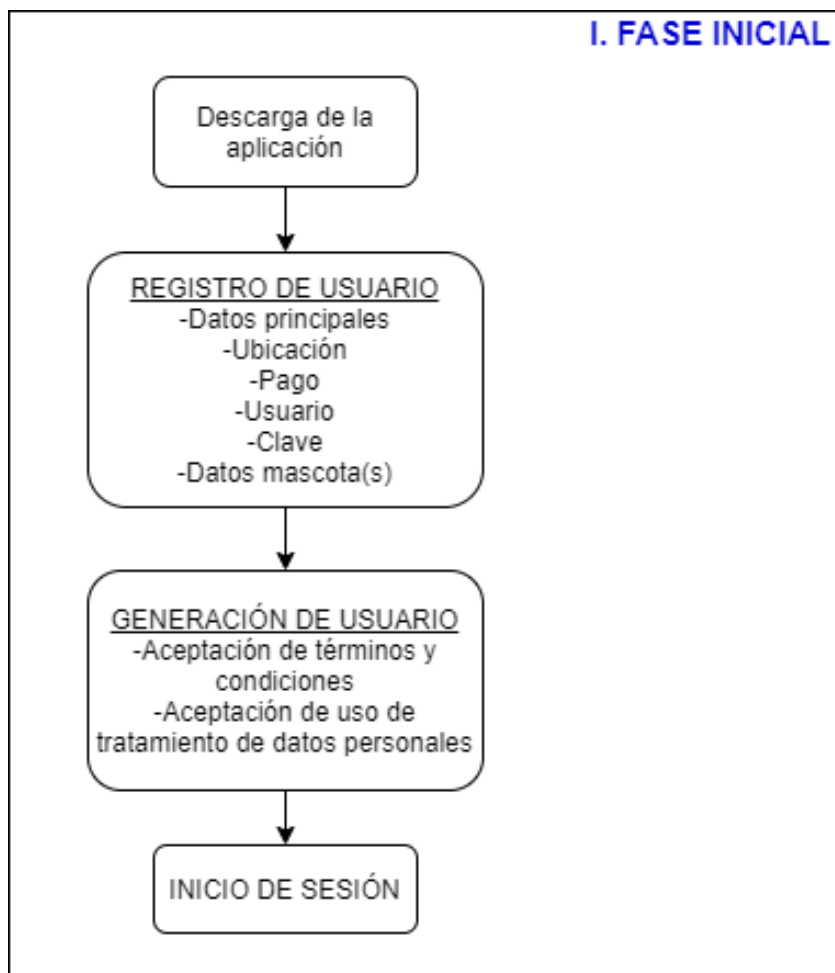 I. FASE INICIAL
Descarga de la
aplicación
REGISTRO DE USUARIO
-Datos principales
-Ubicación
-Pago
-Usuario
-Clave
-Datos mascota(s)
GENERACIÓN DE USUARIO
-Aceptación de términos y
condiciones
-Aceptación de uso de
tratamiento de datos personales
INICIO DE SESIÓN